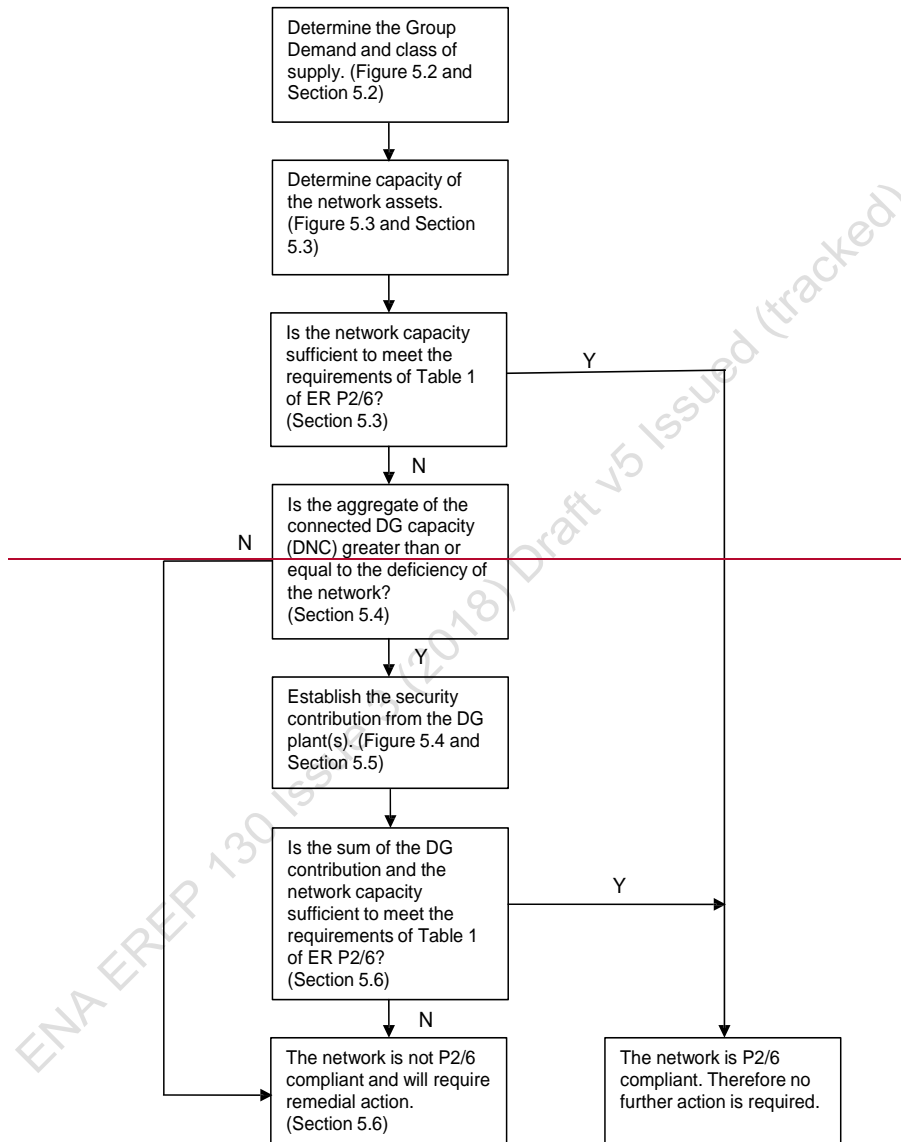 Determine the Group
Demand and class of
supply. (Figure 5.2 and
Section 5.2)
Determine capacity of
the network assets.
(Figure 5.3 and Section
5.3)
Is the network capacity
sufficient to meet the
requirements of Table 1
of ER P2/6?
(Section 5.3)
Y
N
Is the aggregate of the
connected DG capacity
(DNC) greater than or
equal to the deficiency of
the network?
(Section 5.4)
N
Y
Establish the security
contribution from the DG
plant(s). (Figure 5.4 and
Section 5.5)
Is the sum of the DG
contribution and the
network capacity
sufficient to meet the
requirements of Table 1
of ER P2/6?
(Section 5.6)
Y
N
The network is not P2/6
compliant and will require
remedial action.
(Section 5.6)
The network is P2/6
compliant. Therefore no
further action is required.
ENA EREP 130 Issue 3 (2018) Draft v5 Issued (tracked)